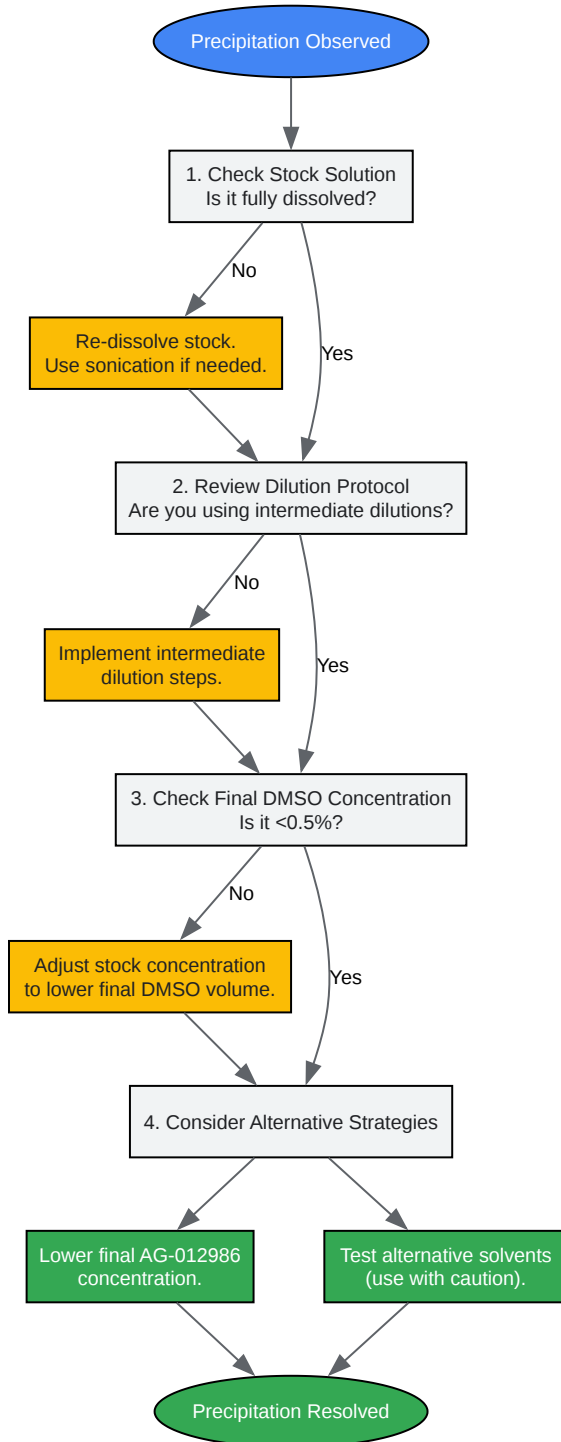 Precipitation Observed
1. Check Stock Solution
Is it fully dissolved?
No
Re-dissolve stock.
Use sonication if needed.
Yes
2. Review Dilution Protocol
Are you using intermediate dilutions?
No
Implement intermediate
dilution steps.
Yes
3. Check Final DMSO Concentration
Is it <0.5%?
No
Adjust stock concentration
to lower final DMSO volume.
Yes
4. Consider Alternative Strategies
Lower final AG-012986
concentration.
Test alternative solvents
(use with caution).
Precipitation Resolved